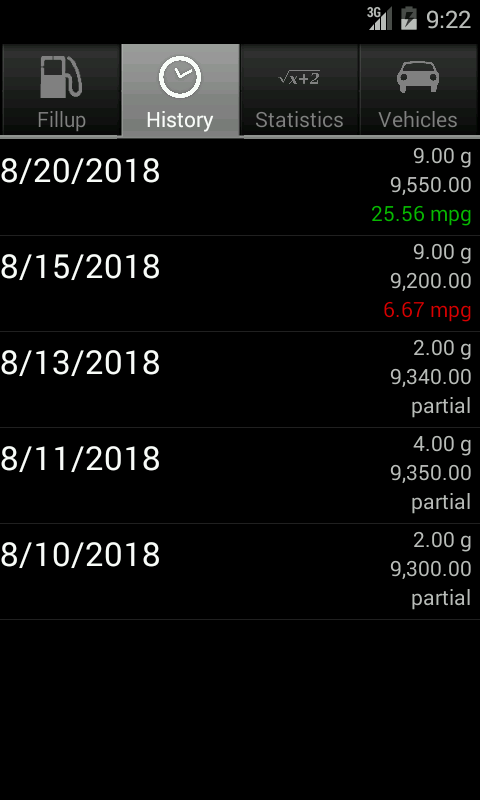 3G 9:22
Fillup History √x+2 Statistics Vehicles
8/20/2018
9.00 g
9,550.00
25.56 mpg
8/15/2018
9.00 g
9,200.00
6.67 mpg
8/13/2018
2.00 g
9,340.00
partial
8/11/2018
4.00 g
9,350.00
partial
8/10/2018
2.00 g
9,300.00
partial